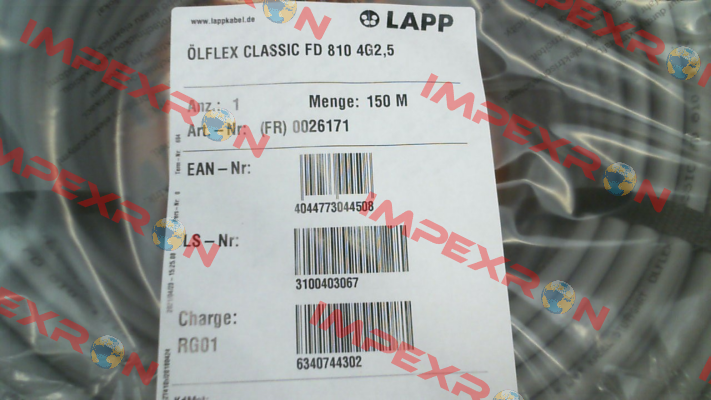 www.lappkabel.de
LAPP
ÖLFLEX CLASSIC FD 810 4G2,5
Anz.: 1 Menge: 150 M
Art.-Nr: (FR) 0026171
EAN-Nr:
4044773044508
LS-Nr:
3100403067
Charge:
RG01
6340744302
IMPEXRON
IMPEXRON
IMPEXRON
IMPEXRON